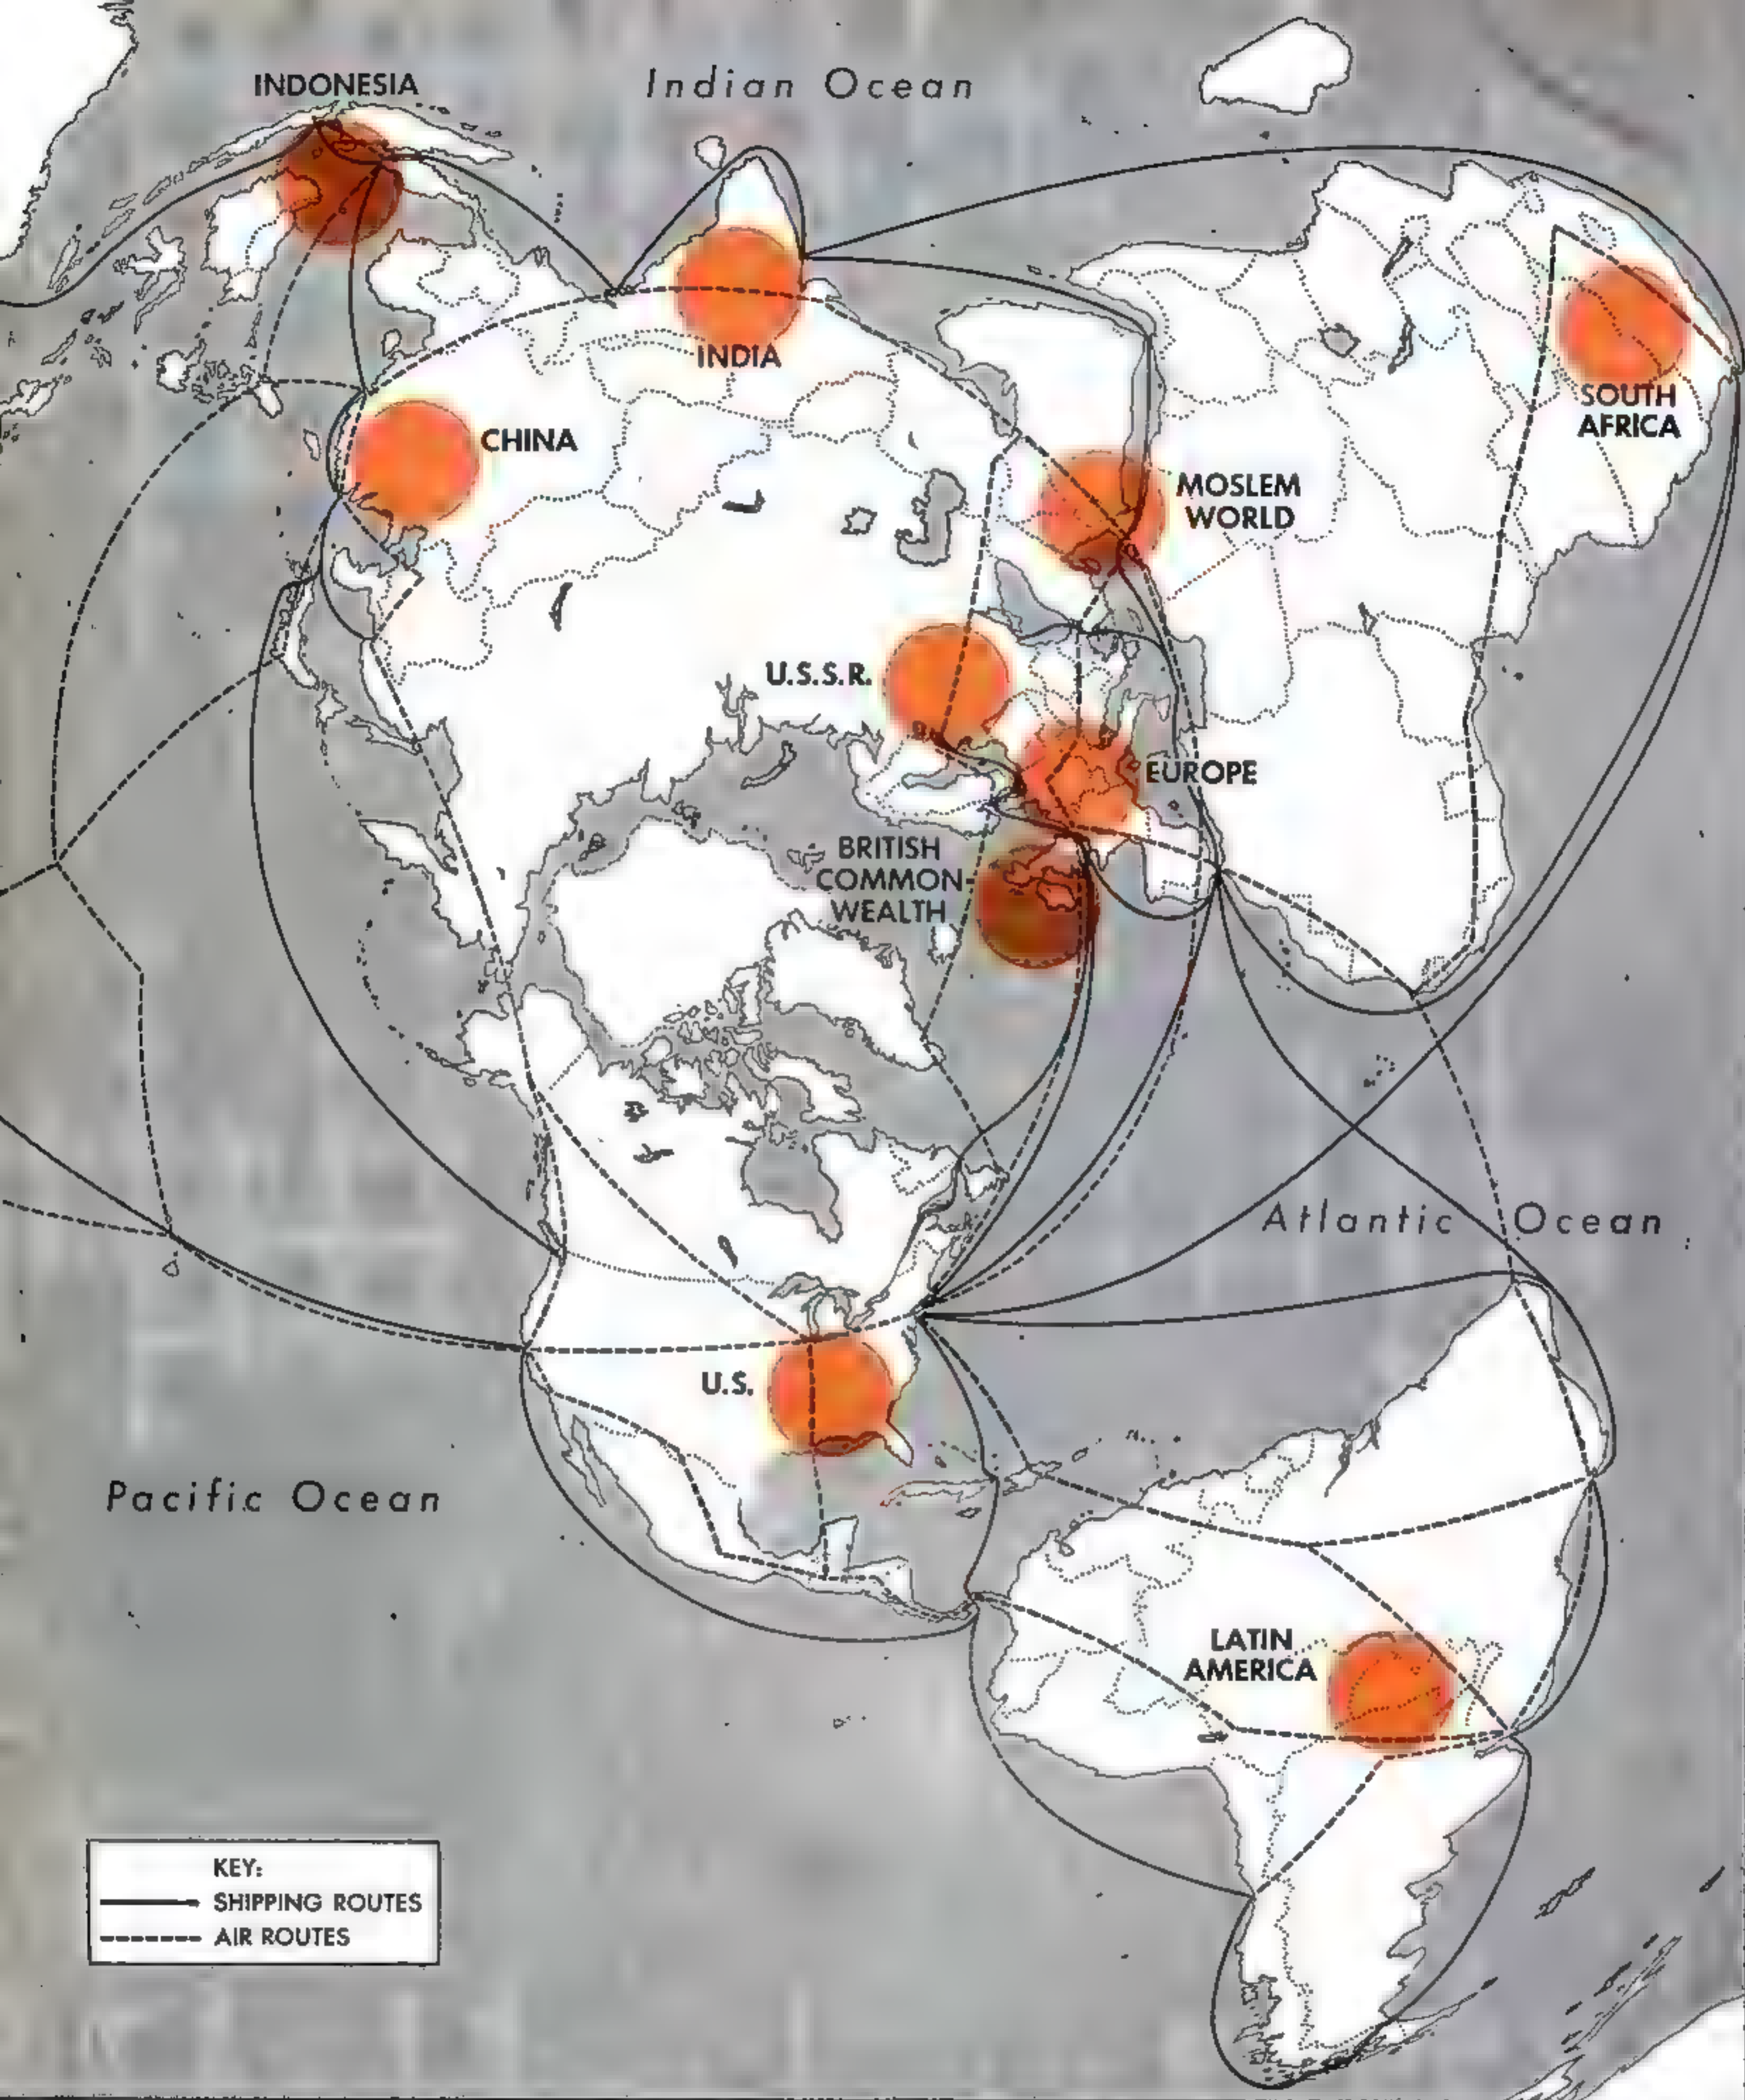 INDONESIA
Indian Ocean
INDIA
SOUTH
AFRICA
CHINA
MOSLEM
WORLD
U.S.S.R.
EUROPE
BRITISH
COMMON-
WEALTH
Atlantic Ocean
U.S.
Pacific Ocean
LATIN
AMERICA
KEY:
SHIPPING ROUTES
AIR ROUTES